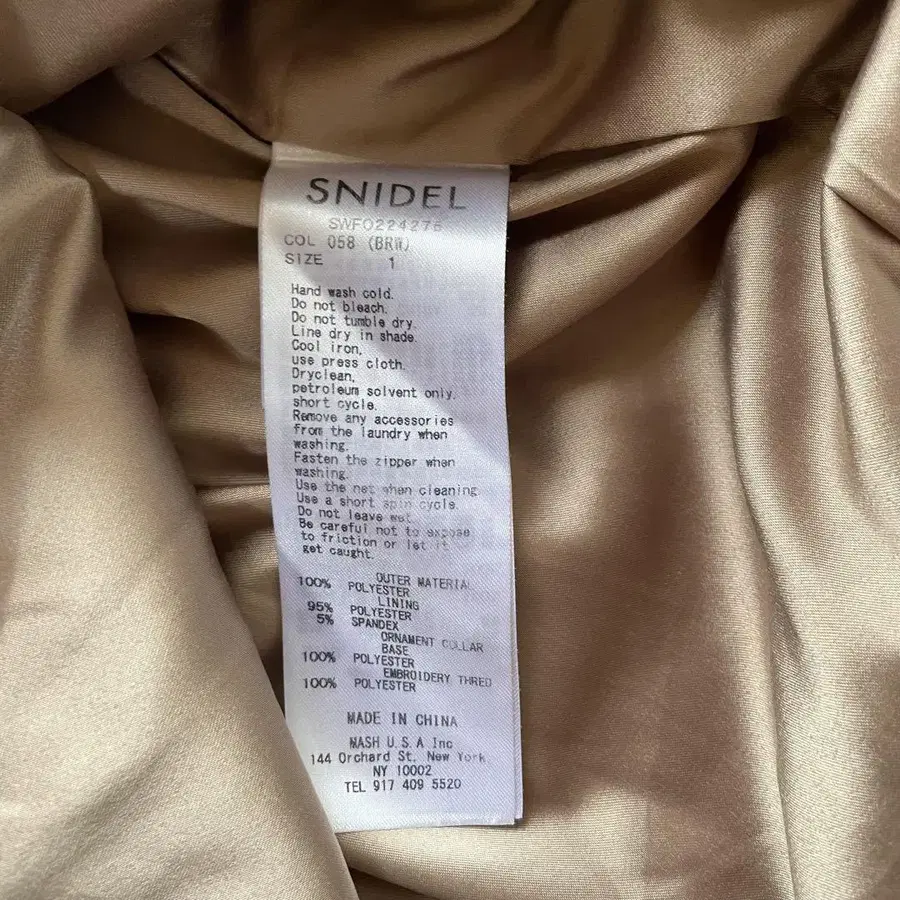 SNIDEL
SWFO224276
COL 058 (BRW)
SIZE 1
Hand wash cold.
Do not bleach.
Do not tumble dry.
Line dry in shade.
Cool iron,
use press cloth.
Dryclean,
petroleum solvent only.
short cycle.
Remove any accessories
from the laundry when
washing.
Fasten the zipper when
washing.
Use the net when cleaning
Use a short spin cycle.
Do not leave wet
Be careful not to expose
to friction or let it
get caught.
OUTER MATERIAL
100% POLYESTER
LINING
95% POLYESTER
5% SPANDEX
ORNAMENT COLLAR
BASE
100% POLYESTER
EMBROIDERY THRED
100% POLYESTER
MADE IN CHINA
MASH U.S.A Inc
144 Orchard St, New York,
NY 10002
TEL 917 409 5520